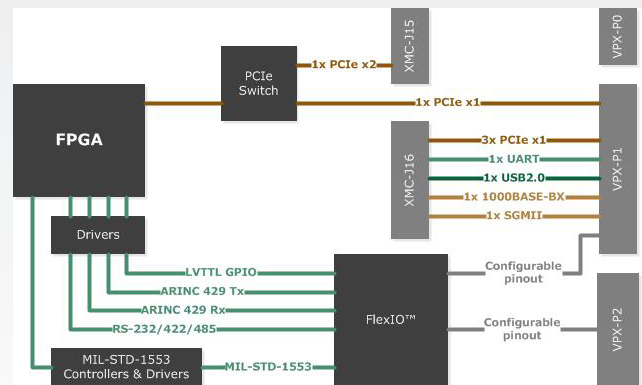 XMC-J15
VPX-P0
1x PCIe x2
PCIe
Switch
1x PCIe x1
FPGA
XMC-J16
3x PCIe x1
1x UART
1x USB2.0
1x 1000BASE-BX
1x SGMII
VPX-P1
Drivers
LVTTL GPIO
ARINC 429 Tx
ARINC 429 Rx
RS-232/422/485
FlexIO™
Configurable
pinout
Configurable
pinout
VPX-P2
MIL-STD-1553
Controllers & Drivers
MIL-STD-1553